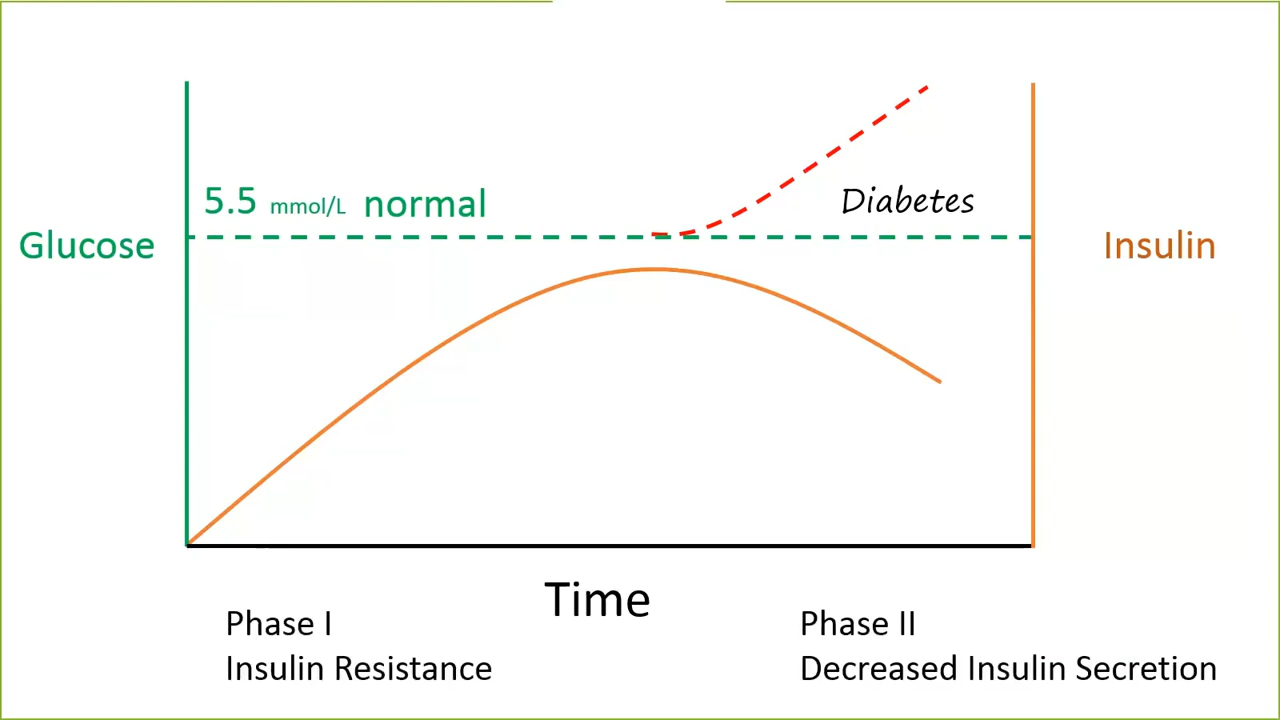 5.5 mmol/L normal
Diabetes
Glucose
Insulin
Time
Phase I
Insulin Resistance
Phase II
Decreased Insulin Secretion